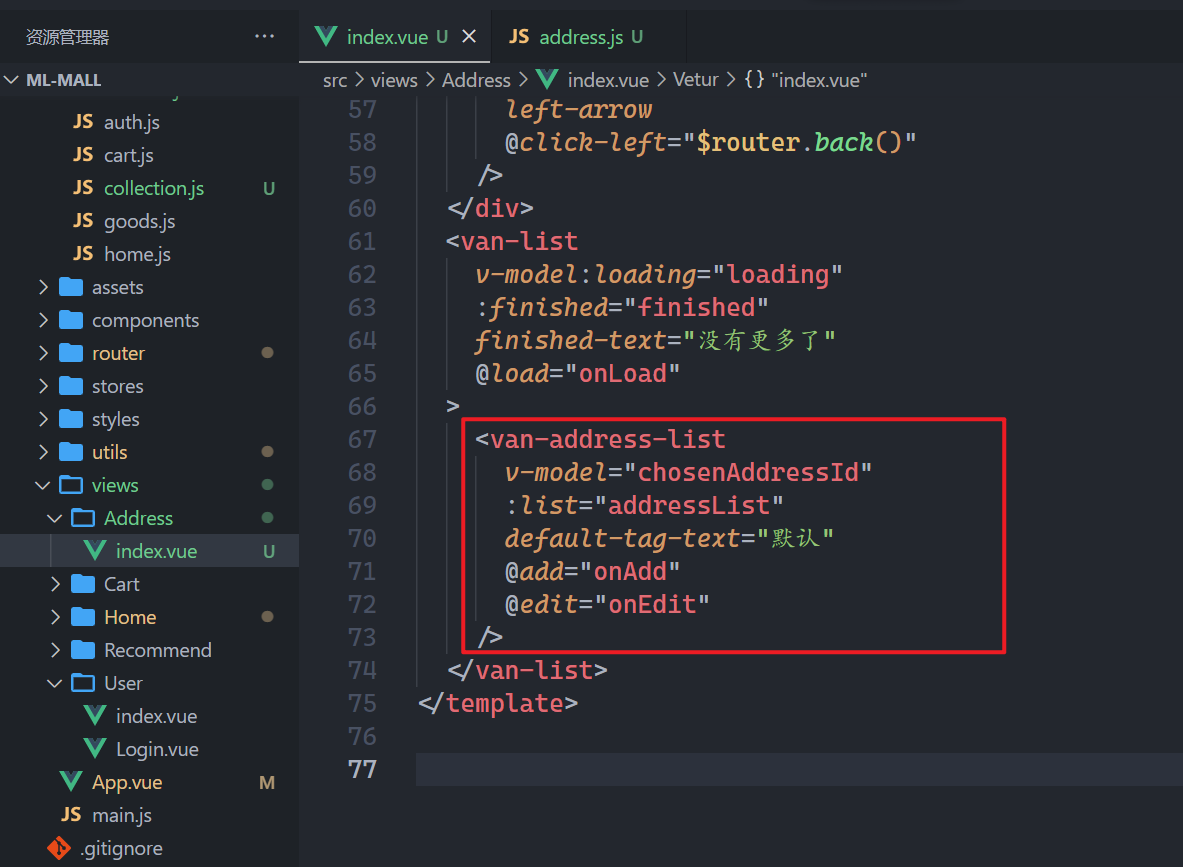 资源管理器 ···
ML-MALL
JS auth.js
JS cart.js
JS collection.js U
JS goods.js
JS home.js
assets
components
router
stores
styles
utils
views
Address
index.vue U
Cart
Home
Recommend
User
index.vue
Login.vue
App.vue M
JS main.js
.gitignore
index.vue U ×
JS address.js U
src > views > Address > index.vue > Vetur > {} "index.vue"
57 left-arrow
58 @click-left="$router.back()"
59 />
60 </div>
61 <van-list
62 v-model:loading="loading"
63 :finished="finished"
64 finished-text="没有更多了"
65 @load="onLoad"
66 >
67 <van-address-list
68 v-model="chosenAddressId"
69 :list="addressList"
70 default-tag-text="默认"
71 @add="onAdd"
72 @edit="onEdit"
73 />
74 </van-list>
75 </template>
76
77